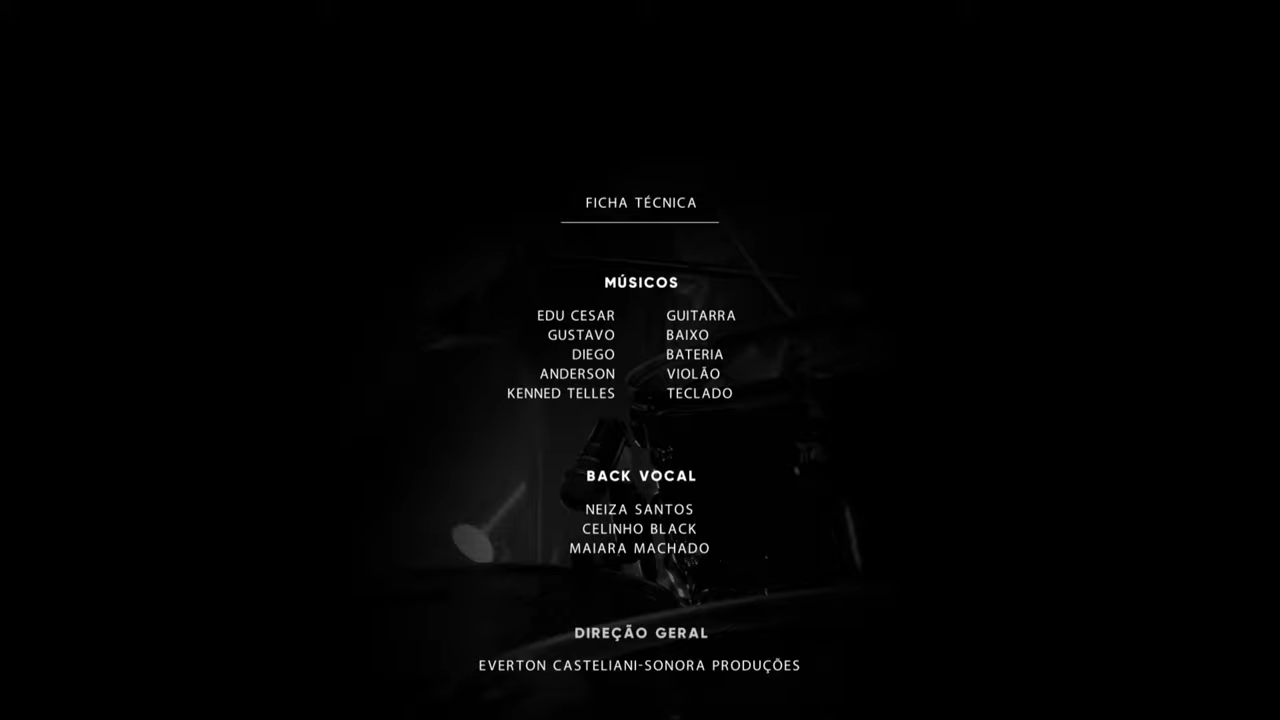 FICHA TÉCNICA
MÚSICOS
EDU CESAR GUITARRA
GUSTAVO BAIXO
DIEGO BATERIA
ANDERSON VIOLÃO
KENNED TELLES TECLADO
BACK VOCAL
NEIZA SANTOS
CELINHO BLACK
MAIARA MACHADO
DIREÇÃO GERAL
EVERTON CASTELIANI-SONORA PRODUÇÕES